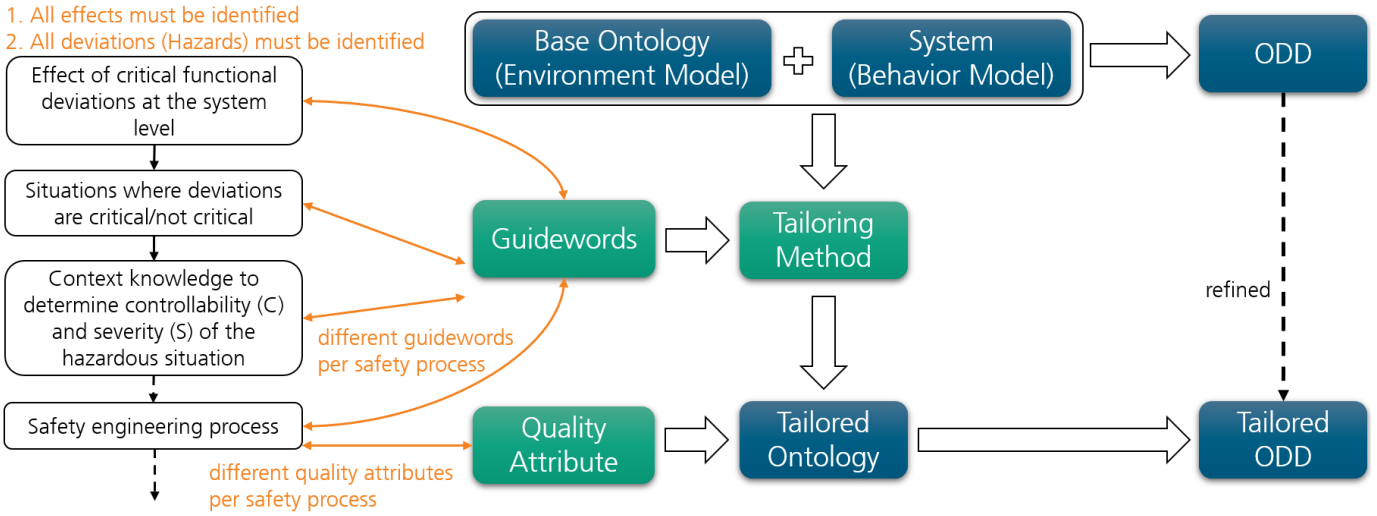 1. All effects must be identified
2. All deviations (Hazards) must be identified
Effect of critical functional
deviations at the system
level
Situations where deviations
are critical/not critical
Context knowledge to
determine controllability (C)
and severity (S) of the
hazardous situation
Safety engineering process
different guidewords
per safety process
different quality attributes
per safety process
Base Ontology
(Environment Model)
System
(Behavior Model)
ODD
Guidewords
Tailoring
Method
refined
Quality
Attribute
Tailored
Ontology
Tailored
ODD